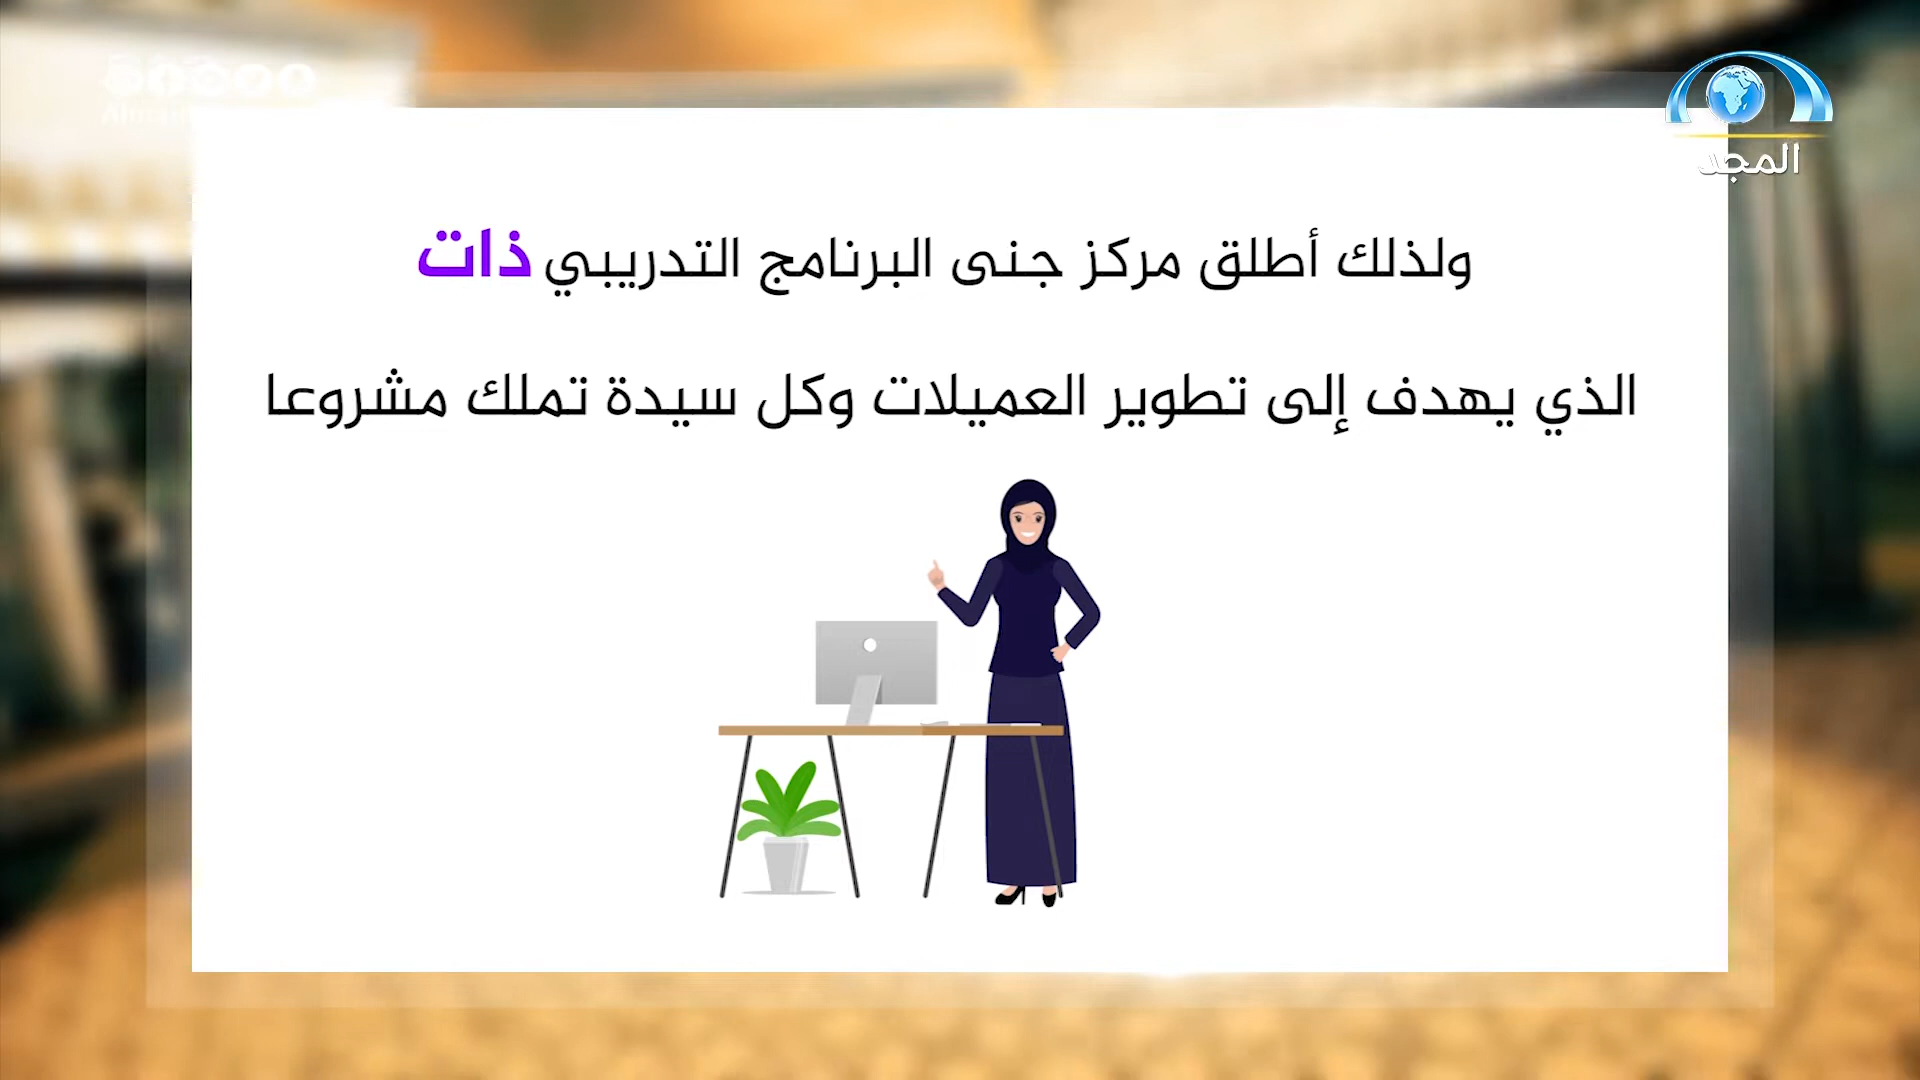 المجد
ولذلك أطلق مركز جنى البرنامج التدريبي ذات
الذي يهدف إلى تطوير العميلات وكل سيدة تملك مشروعا